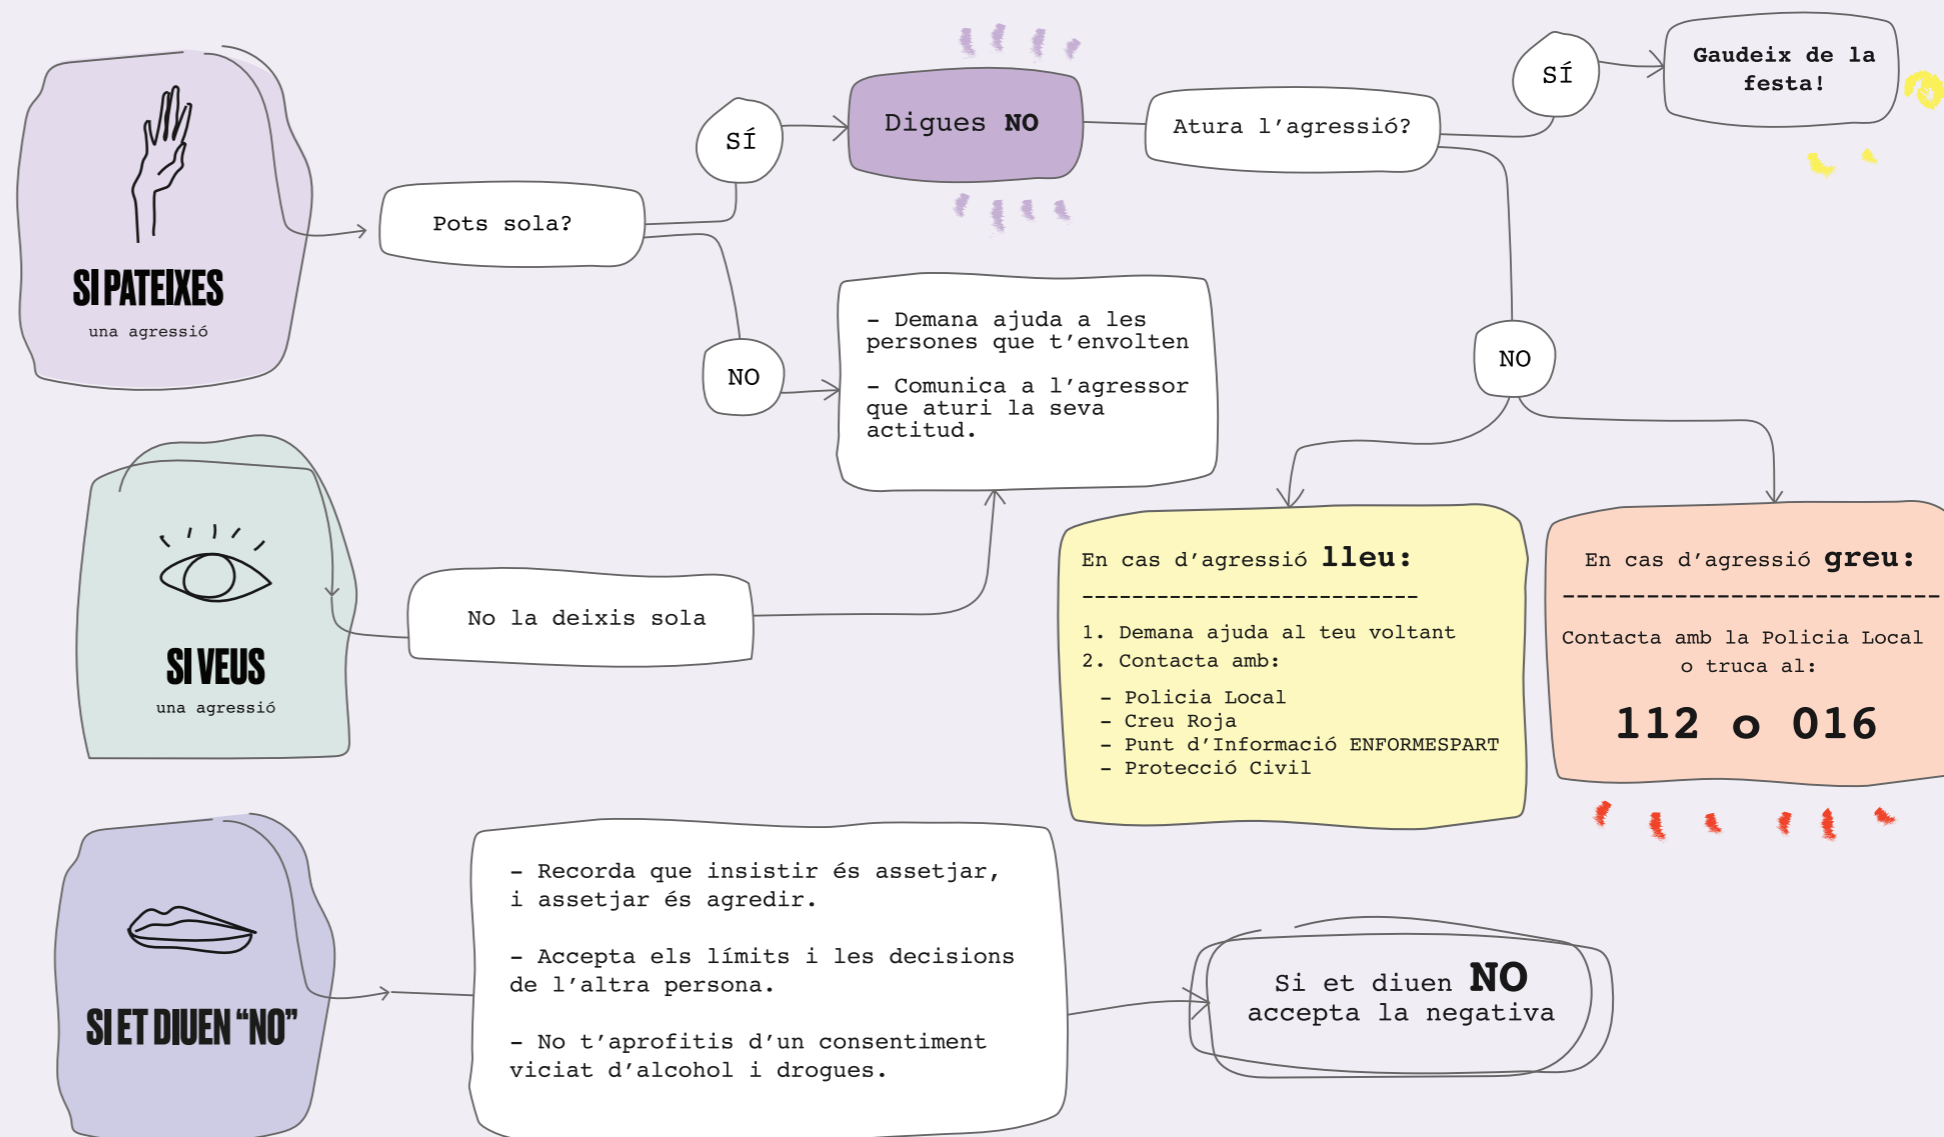 SI PATEIXES
una agressió
Pots sola?
SÍ
Digues NO
Atura l’agressió?
SÍ
Gaudeix de la
festa!
NO
- Demana ajuda a les
persones que t’envolten
- Comunica a l’agressor
que aturi la seva
actitud.
NO
En cas d’agressió lleu:
---------------------------
1. Demana ajuda al teu voltant
2. Contacta amb:
- Policia Local
- Creu Roja
- Punt d’Informació ENFORMESPART
- Protecció Civil
En cas d’agressió greu:
---------------------------
Contacta amb la Policia Local
o truca al:
112 o 016
SI VEUS
una agressió
No la deixis sola
SI ET DIUEN “NO”
- Recorda que insistir és assetjar,
i assetjar és agredir.
- Accepta els límits i les decisions
de l’altra persona.
- No t’aprofitis d’un consentiment
viciat d’alcohol i drogues.
Si et diuen NO
accepta la negativa